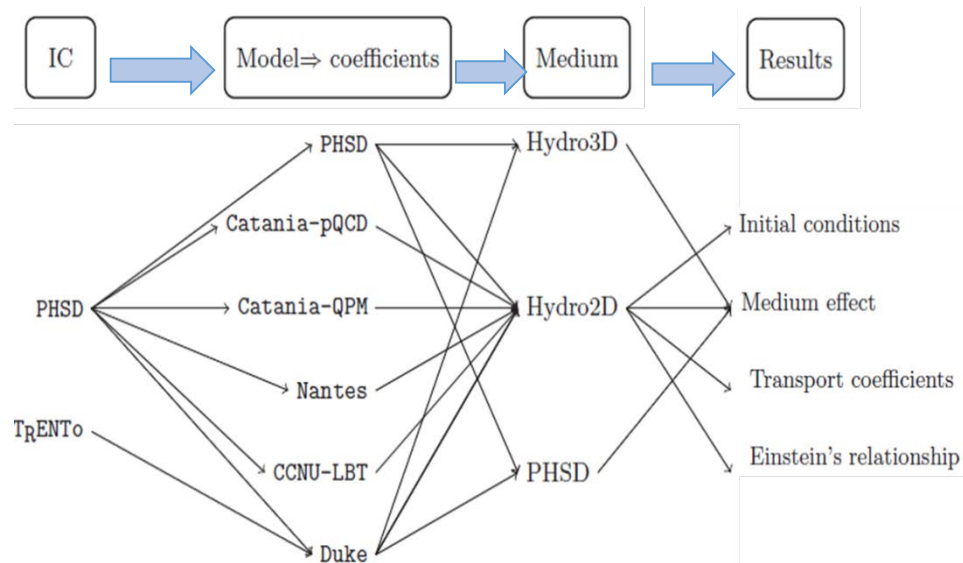 IC
Model⇒ coefficients
Medium
Results
PHSD
Hydro3D
Catania-pQCD
Initial conditions
PHSD
Catania-QPM
Hydro2D
Medium effect
Nantes
Transport coefficients
TRENTo
CCNU-LBT
PHSD
Einstein's relationship
Duke